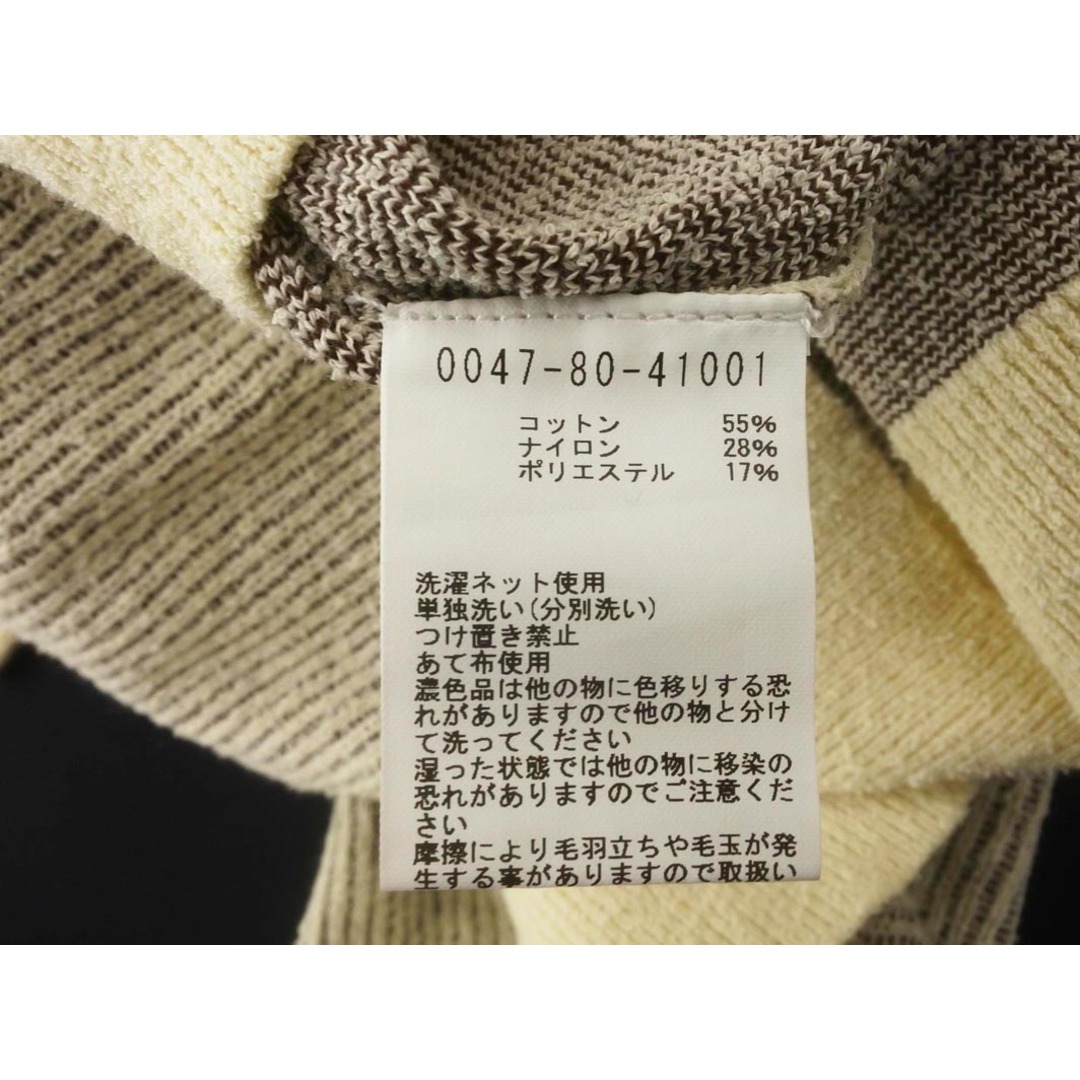 0047-80-41001
コットン 55%
ナイロン 28%
ポリエステル 17%
洗濯ネット使用
単独洗い(分別洗い)
つけ置き禁止
あて布使用
濃色品は他の物に色移りする恐
れがありますので他の物と分け
て洗ってください
湿った状態では他の物に移染の
恐れがありますのでご注意くだ
さい
摩擦により毛羽立ちや毛玉が発
生する事がありますので取扱い